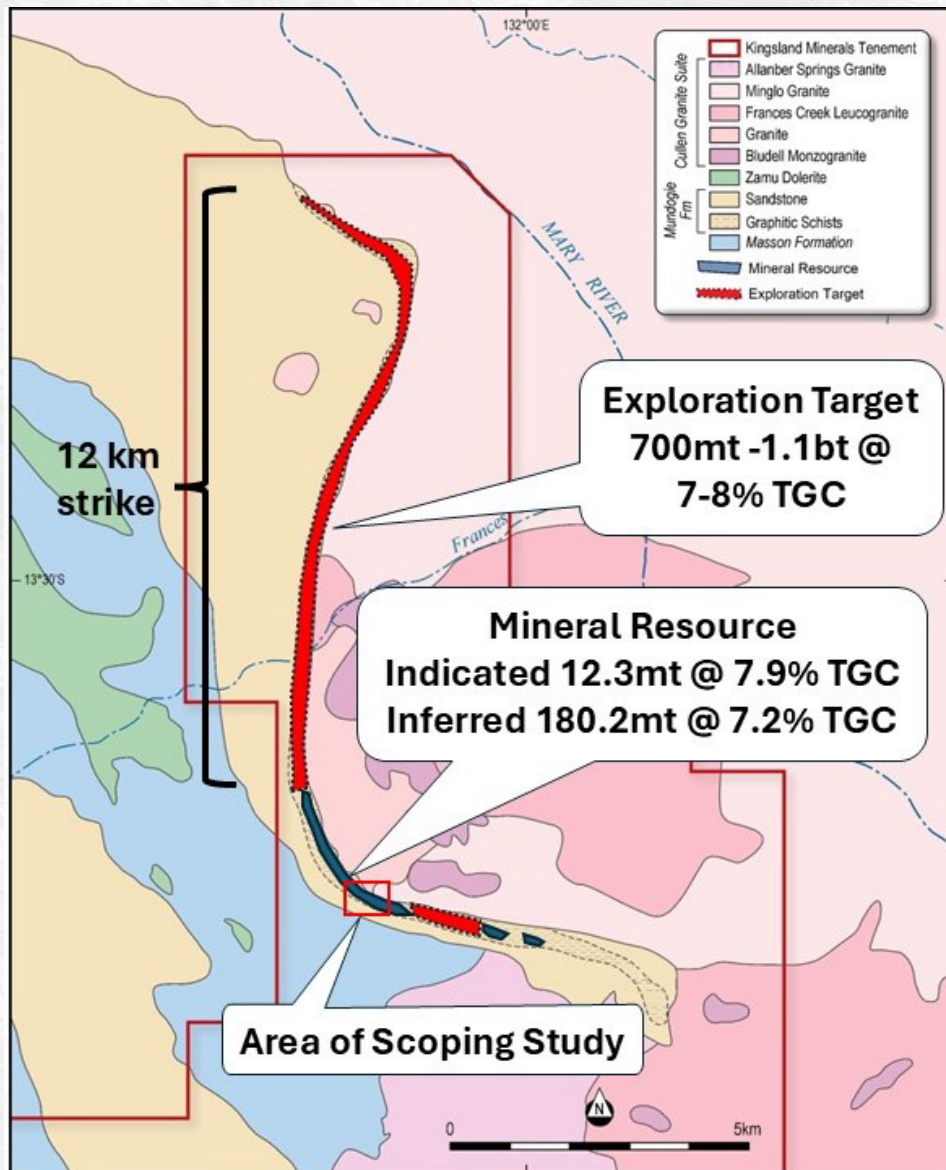 132°00'E
Kingsland Minerals Tenement
Cullen Granite Suite
Allanber Springs Granite
Minglo Granite
Frances Creek Leucogranite
Granite
Bludell Monzogranite
Zamu Dolerite
Mundogie Fm
Sandstone
Graphitic Schists
Masson Formation
Mineral Resource
Exploration Target
MARY RIVER
Exploration Target
700mt -1.1bt @
7-8% TGC
12 km
strike
Frances
13°30'S
Mineral Resource
Indicated 12.3mt @ 7.9% TGC
Inferred 180.2mt @ 7.2% TGC
Area of Scoping Study
N
0
5km